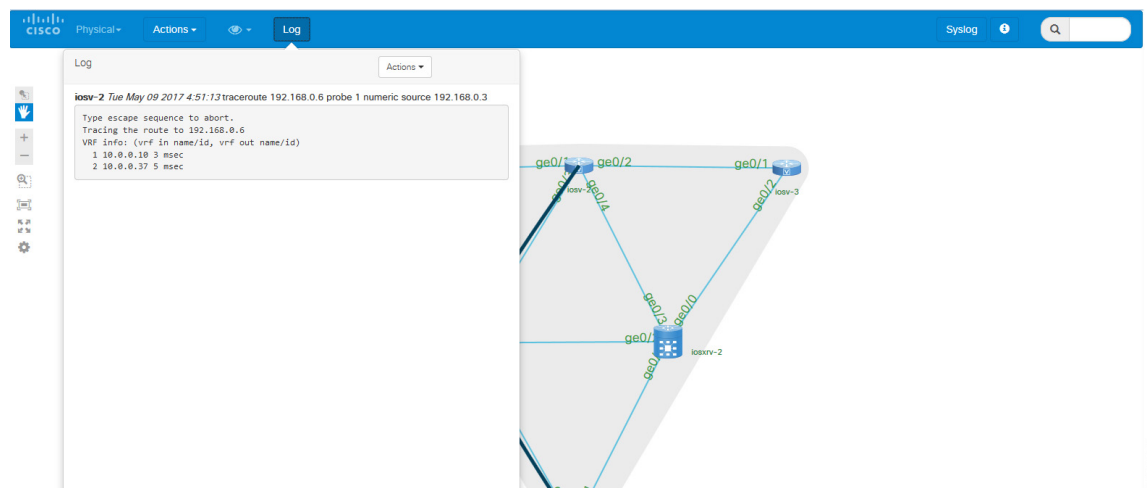 CISCO
Physical
Actions
Log
Syslog
Log
Actions
iosv-2 Tue May 09 2017 4:51:13 traceroute 192.168.0.6 probe 1 numeric source 192.168.0.3
Type escape sequence to abort.
Tracing the route to 192.168.0.6
VRF info: (vrf in name/id, vrf out name/id)
1 10.0.0.10 3 msec
2 10.0.0.37 5 msec
ge0/2
ge0/1
iosv-3
ge0/4
ge0/2
ge0/3
ge0/0
iosxrv-2